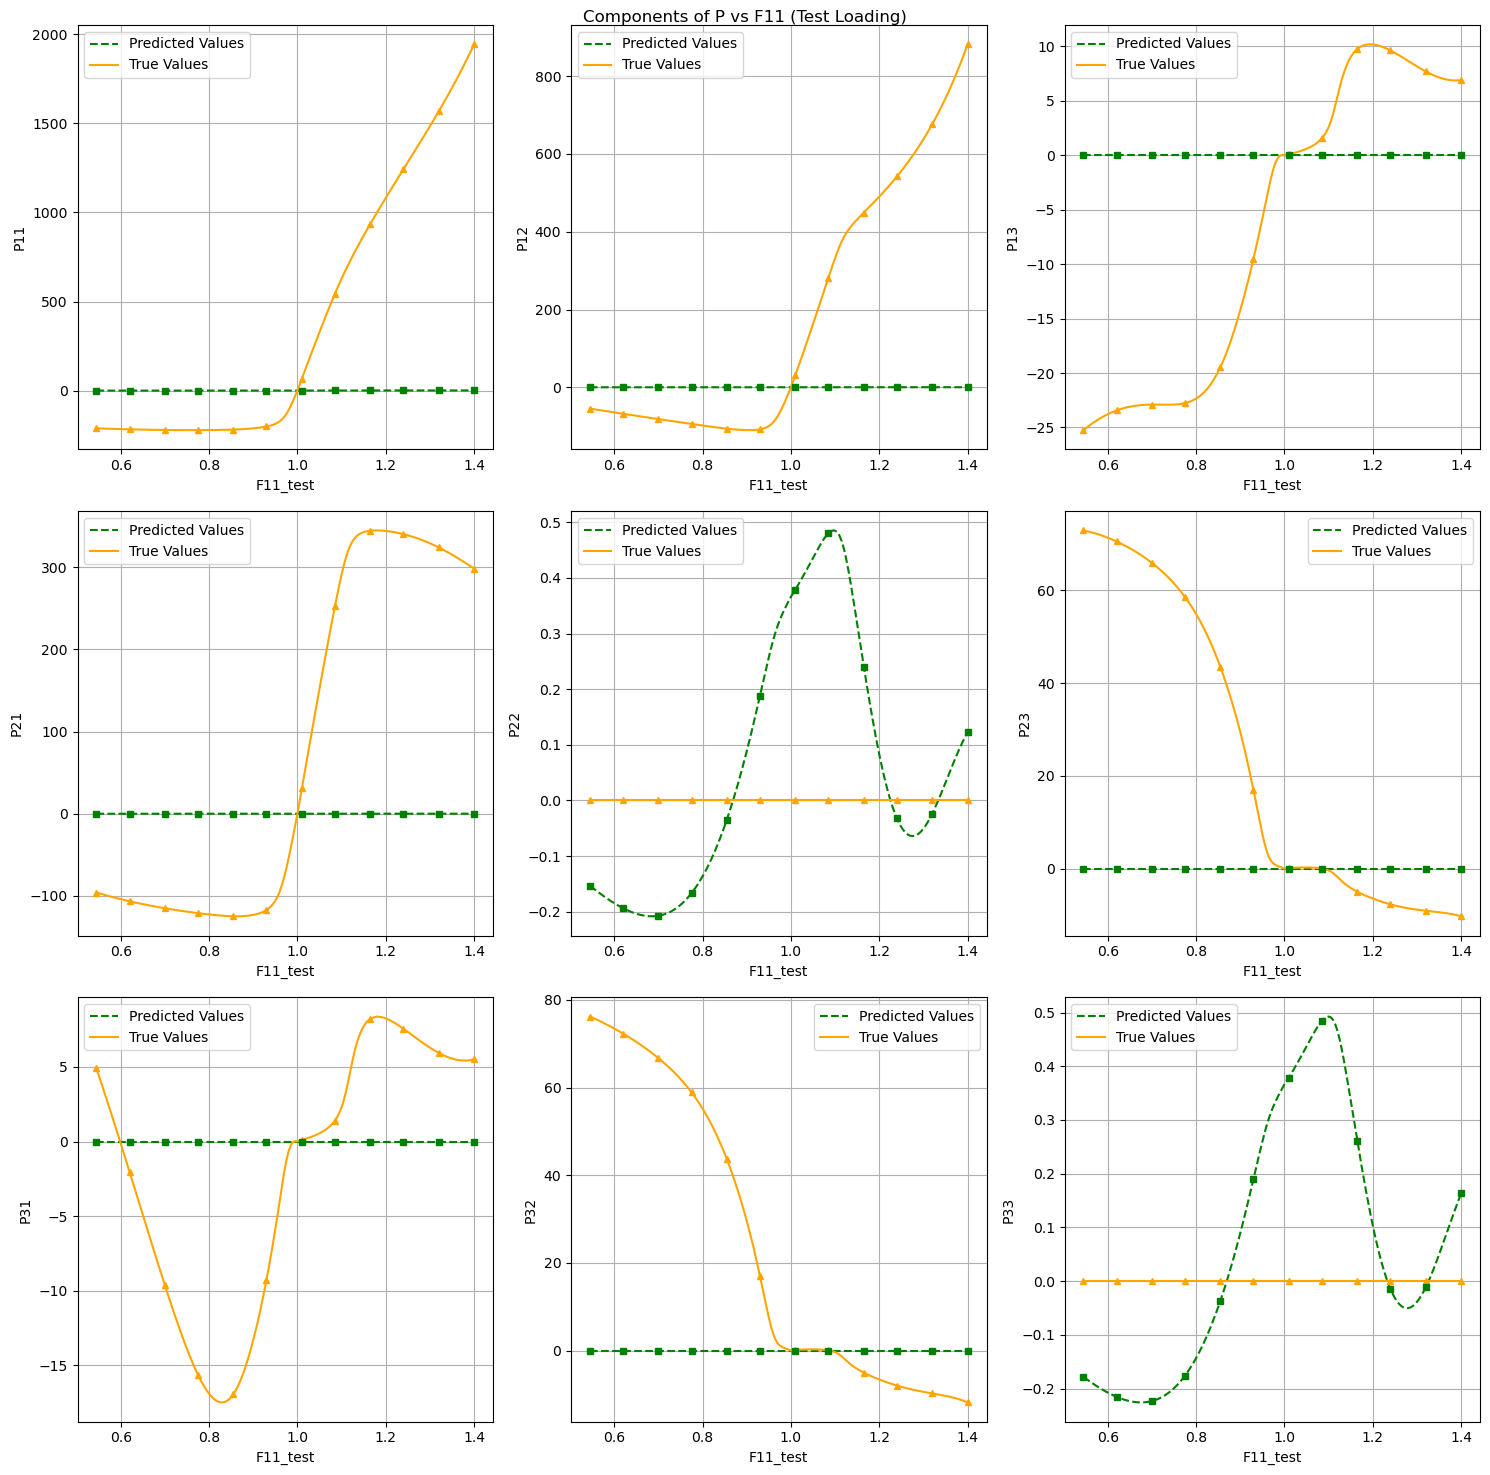 Components of P vs F11 (Test Loading)
Predicted Values
True Values
P11
2000
1500
1000
500
0
0.6 0.8 1.0 1.2 1.4
F11_test
Predicted Values
True Values
P12
800
600
400
200
0
0.6 0.8 1.0 1.2 1.4
F11_test
Predicted Values
True Values
P13
10
5
0
−5
−10
−15
−20
−25
0.6 0.8 1.0 1.2 1.4
F11_test
Predicted Values
True Values
P21
300
200
100
0
−100
0.6 0.8 1.0 1.2 1.4
F11_test
Predicted Values
True Values
P22
0.5
0.4
0.3
0.2
0.1
0.0
−0.1
−0.2
0.6 0.8 1.0 1.2 1.4
F11_test
Predicted Values
True Values
P23
60
40
20
0
0.6 0.8 1.0 1.2 1.4
F11_test
Predicted Values
True Values
P31
5
0
−5
−10
−15
0.6 0.8 1.0 1.2 1.4
F11_test
Predicted Values
True Values
P32
80
60
40
20
0
0.6 0.8 1.0 1.2 1.4
F11_test
Predicted Values
True Values
P33
0.5
0.4
0.3
0.2
0.1
0.0
−0.1
−0.2
0.6 0.8 1.0 1.2 1.4
F11_test